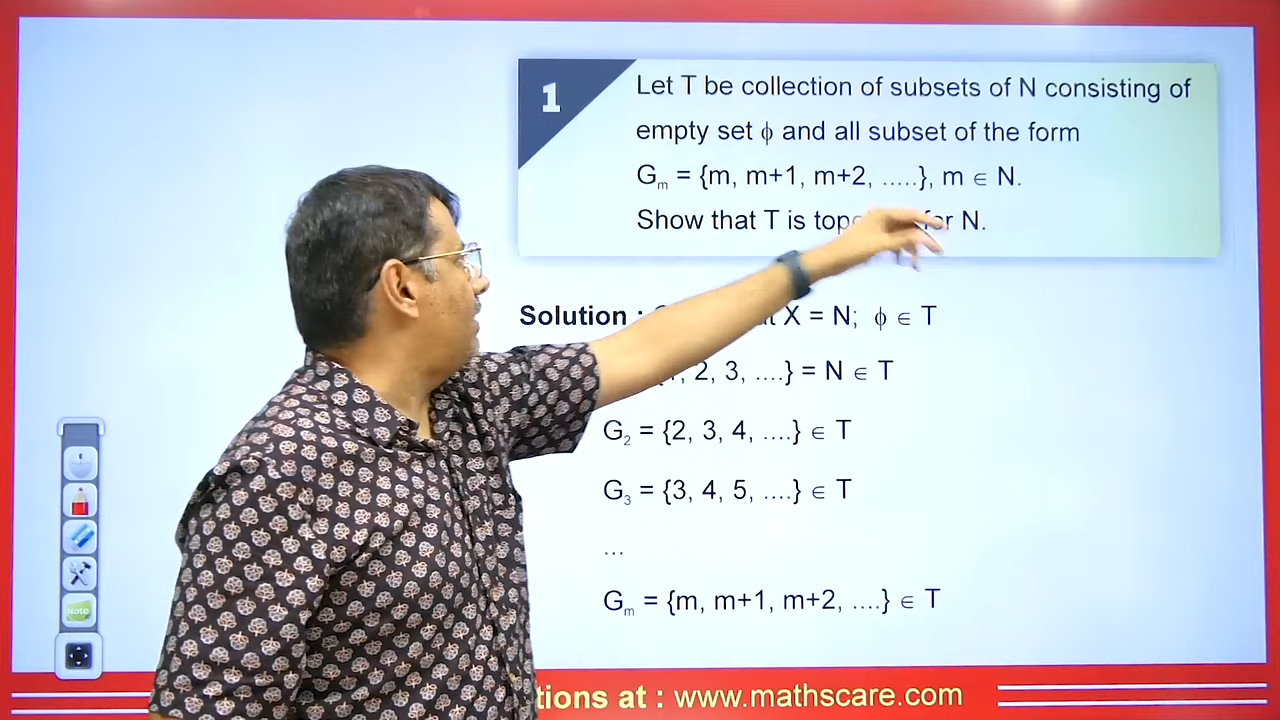 1
Let T be collection of subsets of N consisting of
empty set ϕ and all subset of the form
Gₘ = {m, m+1, m+2, .....}, m ∈ N.
Show that T is for N.
Solution : X = N; ϕ ∈ T
2, 3, ....} = N ∈ T
G₂ = {2, 3, 4, ....} ∈ T
G₃ = {3, 4, 5, ....} ∈ T
...
Gₘ = {m, m+1, m+2, ....} ∈ T
Note
at : www.mathscare.com